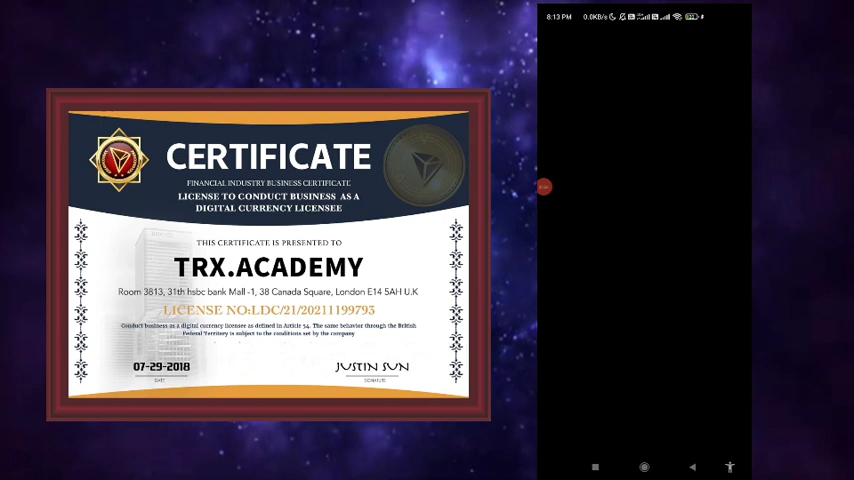 8:13 PM 0.0KB/s
CERTIFICATE
FINANCIAL INDUSTRY BUSINESS CERTIFICATE
LICENSE TO CONDUCT BUSINESS AS A
DIGITAL CURRENCY LICENSEE
THIS CERTIFICATE IS PRESENTED TO
TRX.ACADEMY
Room 3813, 31th hsbc bank Mall -1, 38 Canada Square, London E14 5AH U.K
LICENSE NO:LDC/21/20211199793
Conduct business as a digital currency licensee as defined in Article 54. The same behavior through the British
Federal Territory is subject to the conditions set by the company
07-29-2018
JUSTIN SUN
DATE
SIGNATURE